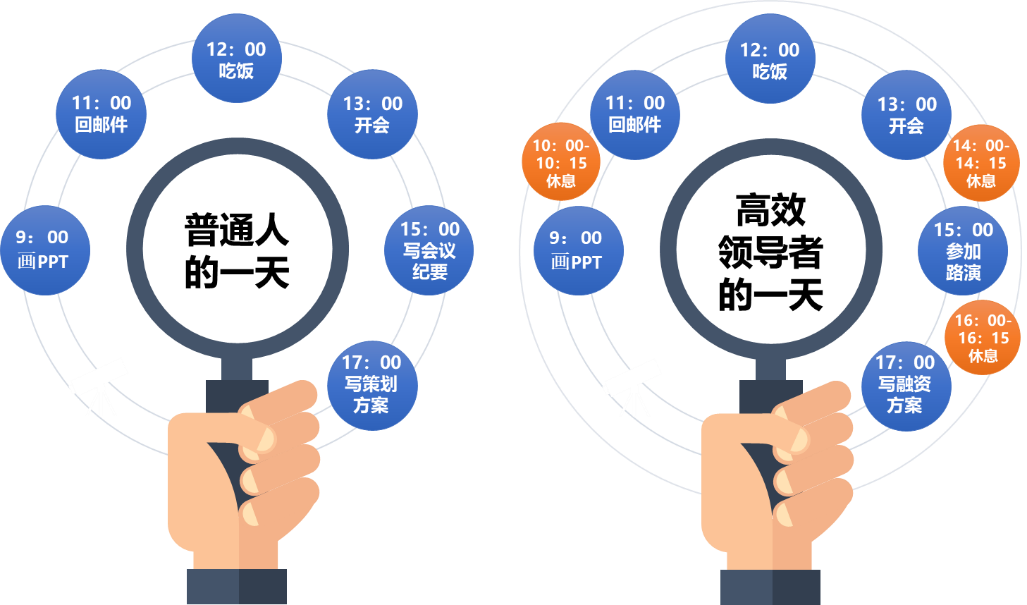 12：00
吃饭
11：00
回邮件
13：00
开会
9：00
画PPT
普通人
的一天
15：00
写会议
纪要
17：00
写策划
方案
12：00
吃饭
11：00
回邮件
13：00
开会
10：00-
10：15
休息
14：00-
14：15
休息
9：00
画PPT
高效
领导者
的一天
15：00
参加
路演
16：00-
16：15
休息
17：00
写融资
方案